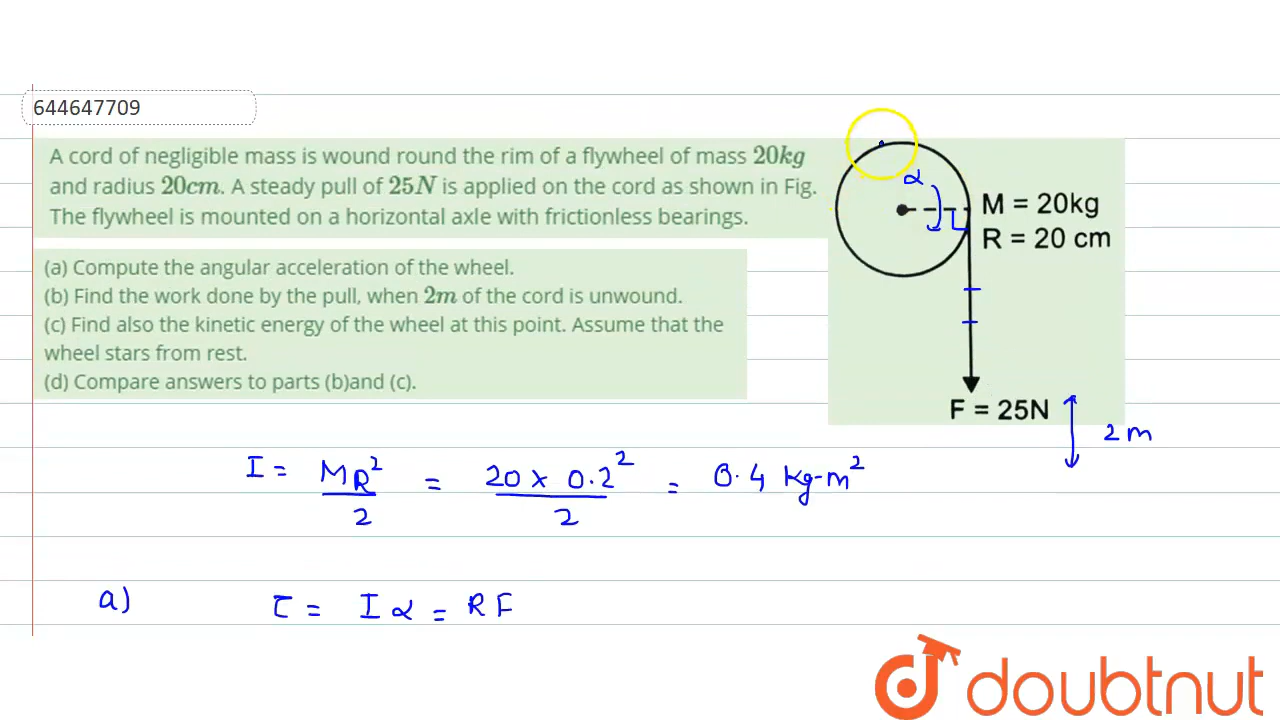 644647709
A cord of negligible mass is wound round the rim of a flywheel of mass 20kg
and radius 20cm. A steady pull of 25N is applied on the cord as shown in Fig.
The flywheel is mounted on a horizontal axle with frictionless bearings.
(a) Compute the angular acceleration of the wheel.
(b) Find the work done by the pull, when 2m of the cord is unwound.
(c) Find also the kinetic energy of the wheel at this point. Assume that the
wheel stars from rest.
(d) Compare answers to parts (b)and (c).
α
M = 20kg
R = 20 cm
F = 25N
2 m
I = MR²/2 = 20 × 0.2²/2 = 0.4 kg-m²
a) τ = I α = R F
doubtnut